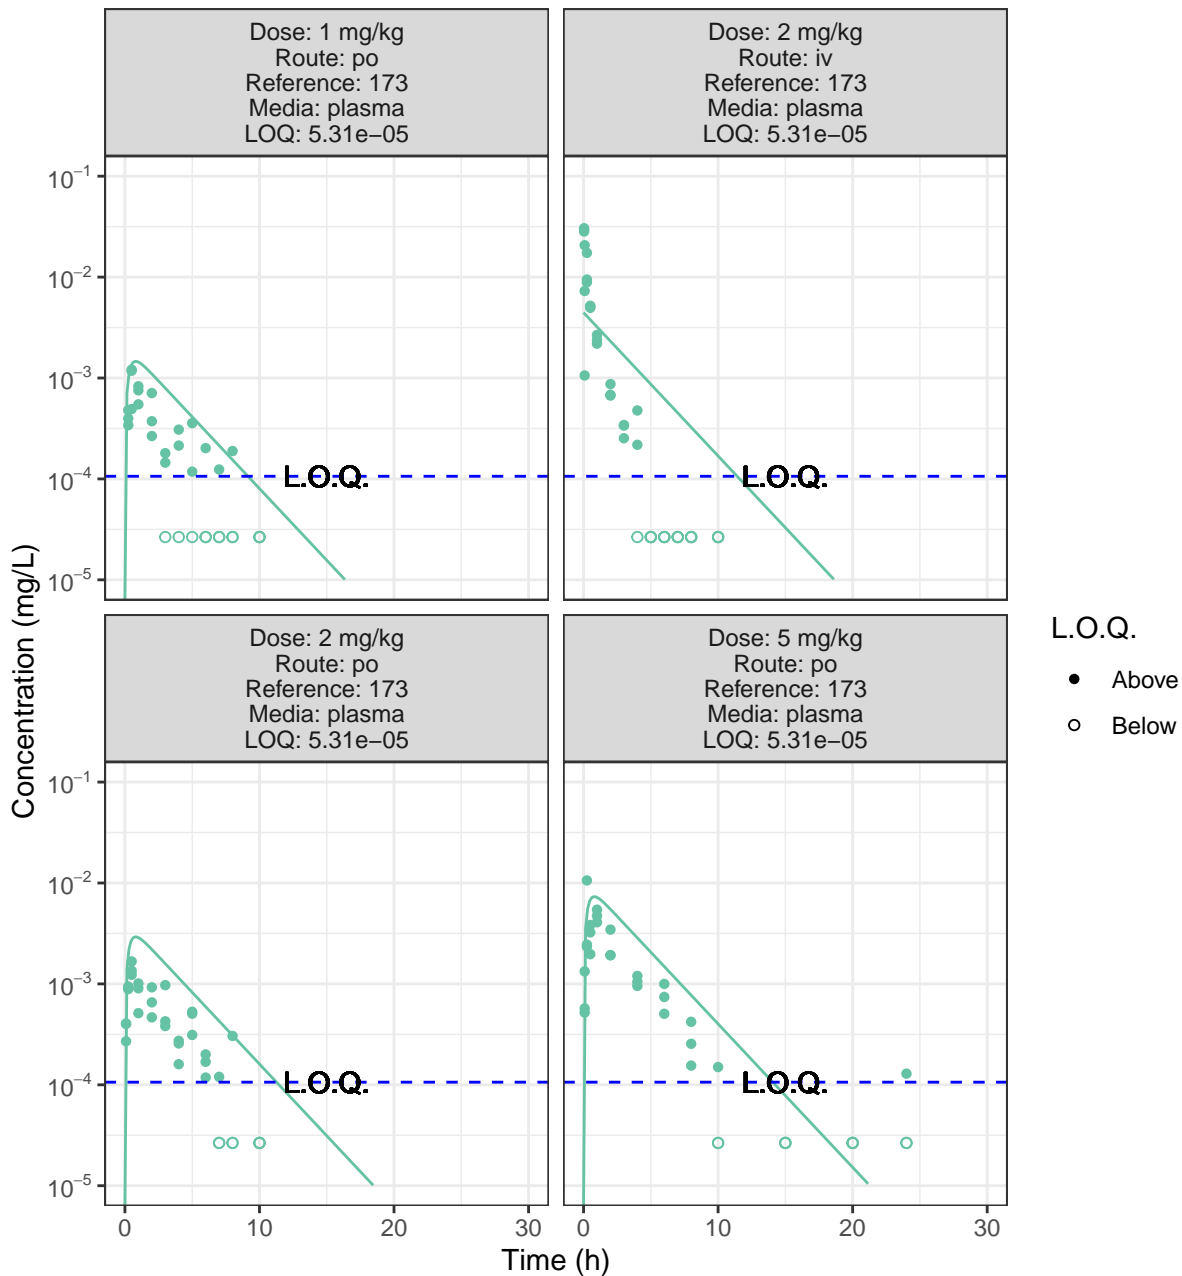 Dose: 1 mg/kg
Route: po
Reference: 173
Media: plasma
LOQ: 5.31e−05
Dose: 2 mg/kg
Route: iv
Reference: 173
Media: plasma
LOQ: 5.31e−05
10⁻¹
10⁻²
10⁻³
10⁻⁴
10⁻⁵
L.O.Q.
L.O.Q.
Dose: 2 mg/kg
Route: po
Reference: 173
Media: plasma
LOQ: 5.31e−05
Dose: 5 mg/kg
Route: po
Reference: 173
Media: plasma
LOQ: 5.31e−05
10⁻¹
10⁻²
10⁻³
10⁻⁴
10⁻⁵
L.O.Q.
L.O.Q.
0 10 20 30
0 10 20 30
Time (h)
Concentration (mg/L)
L.O.Q.
Above
Below